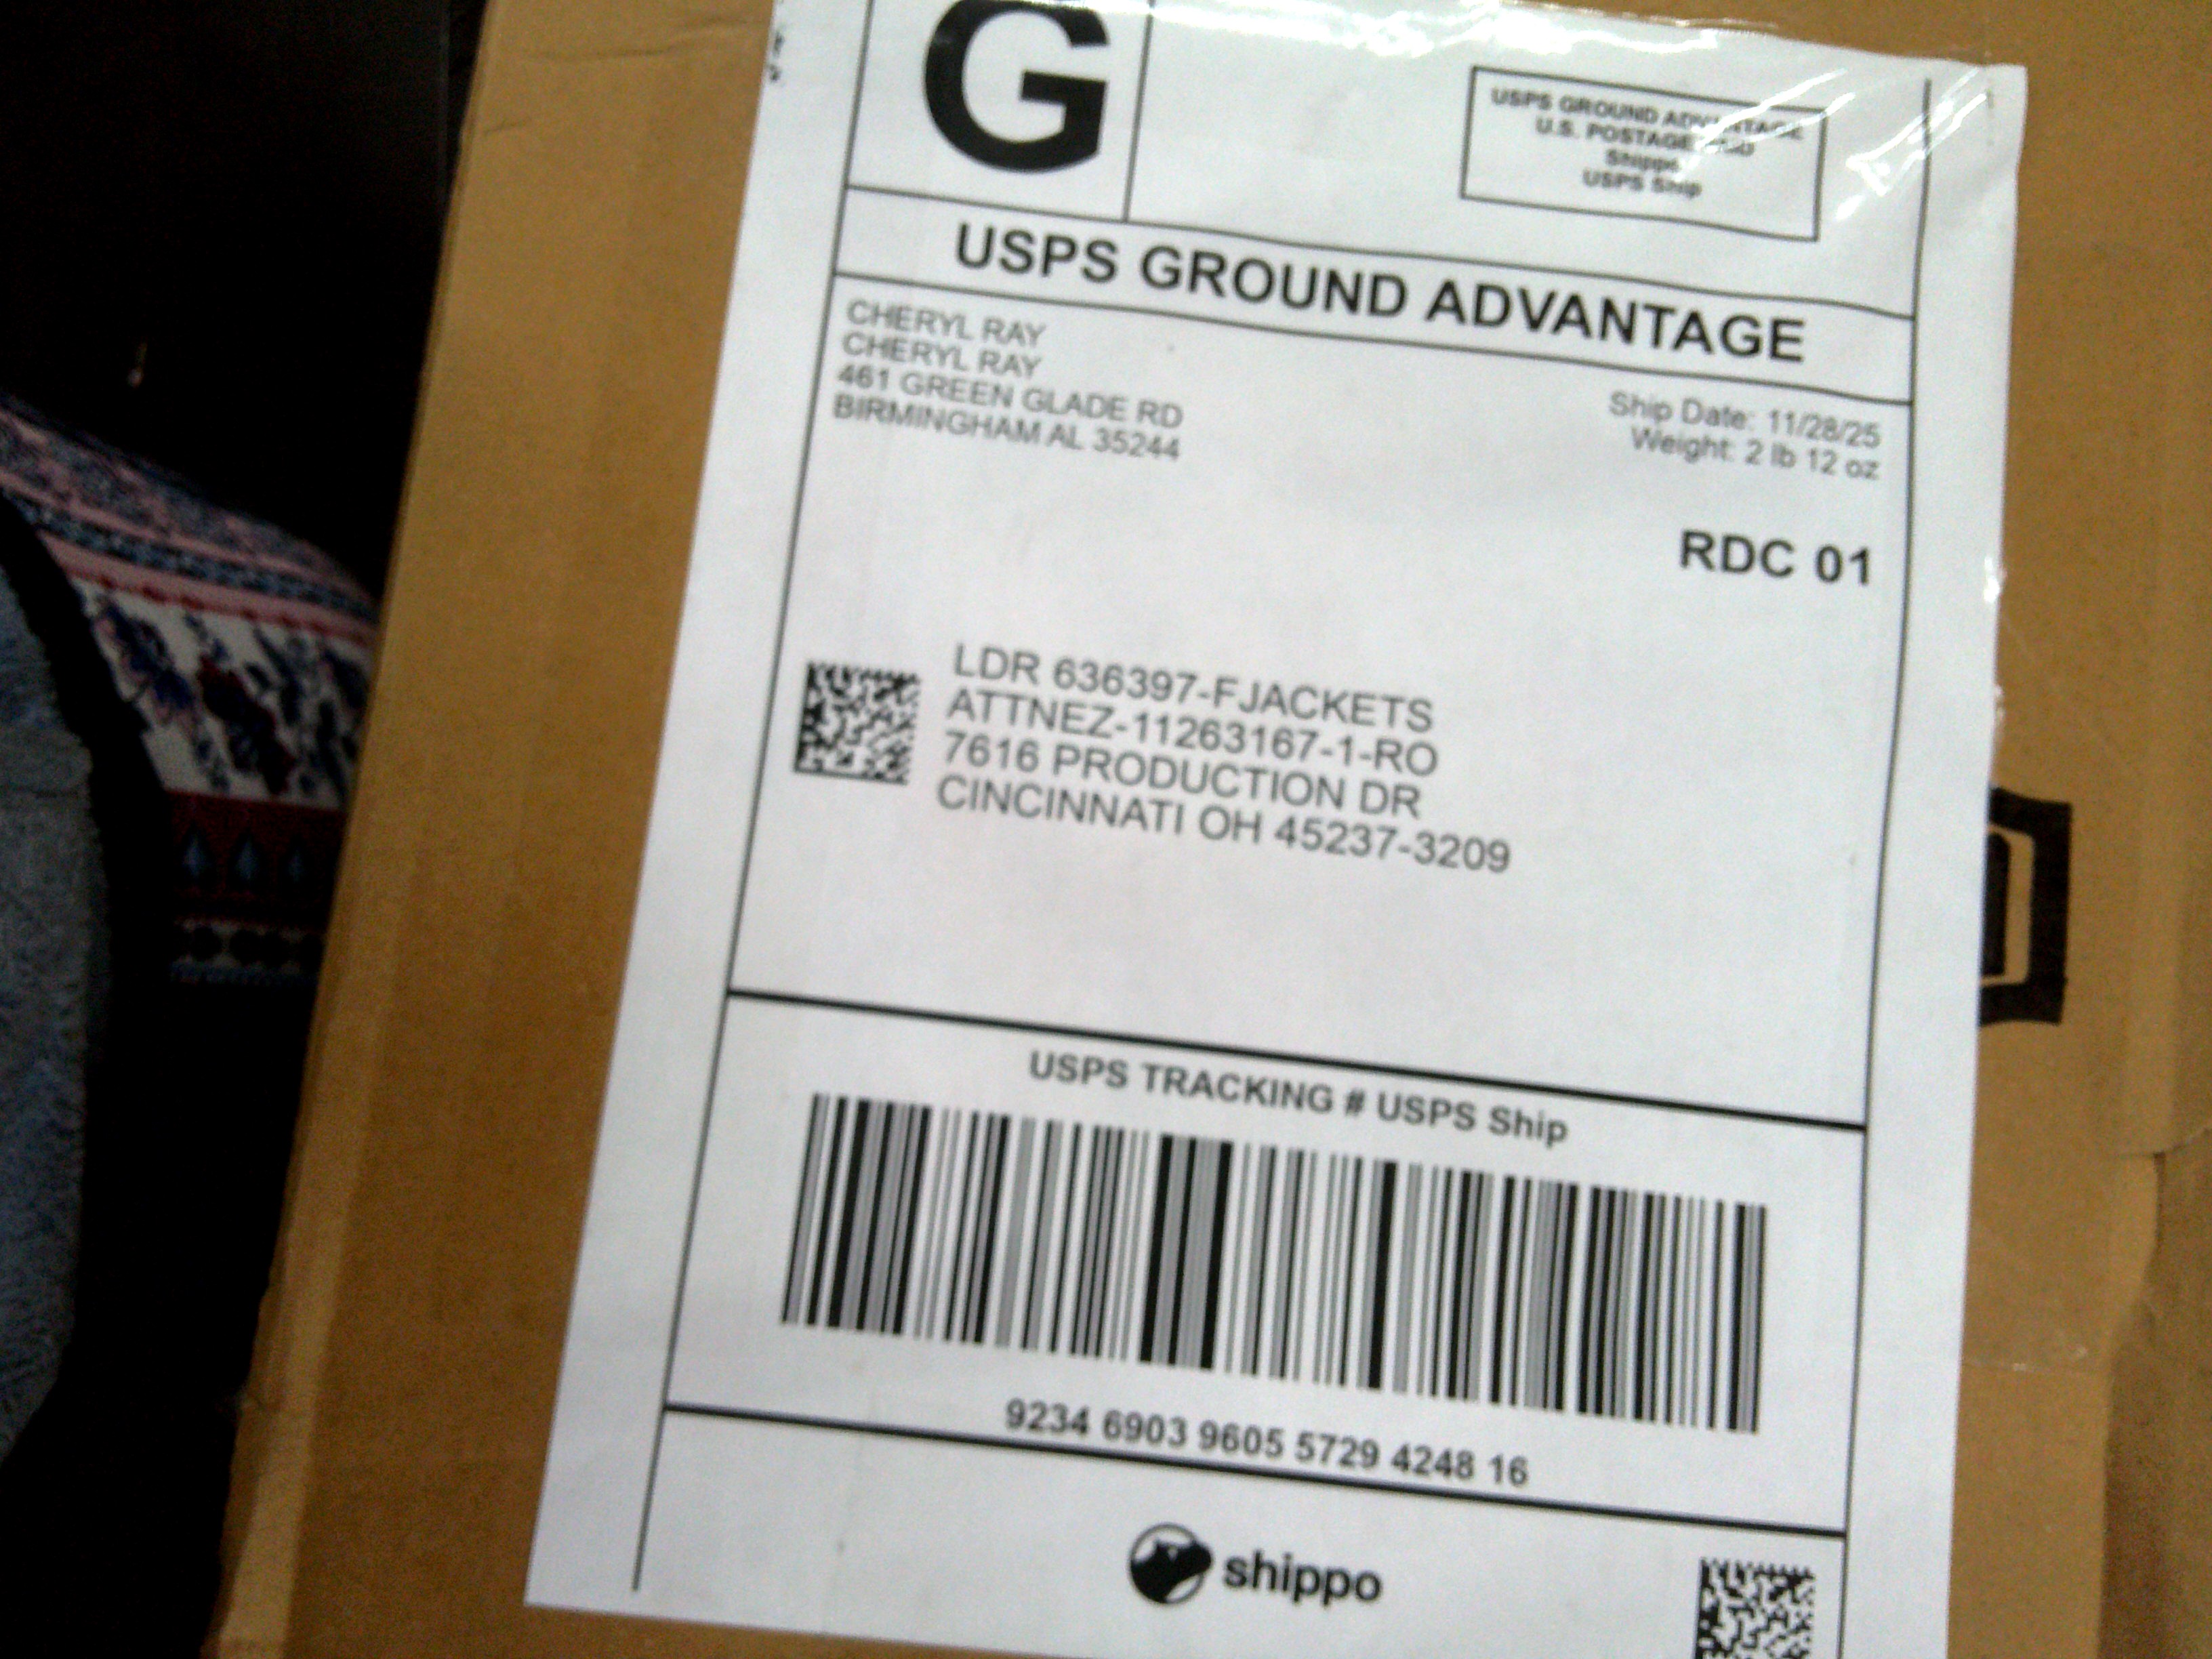 G
USPS GROUND ADVANTAGE
U.S. POSTAGE PAID
Shippo
USPS Ship
USPS GROUND ADVANTAGE
CHERYL RAY
CHERYL RAY
461 GREEN GLADE RD
BIRMINGHAM AL 35244
Ship Date: 11/28/25
Weight: 2 lb 12 oz
RDC 01
LDR 636397-FJACKETS
ATTNEZ-11263167-1-RO
7616 PRODUCTION DR
CINCINNATI OH 45237-3209
USPS TRACKING # USPS Ship
9234 6903 9605 5729 4248 16
shippo